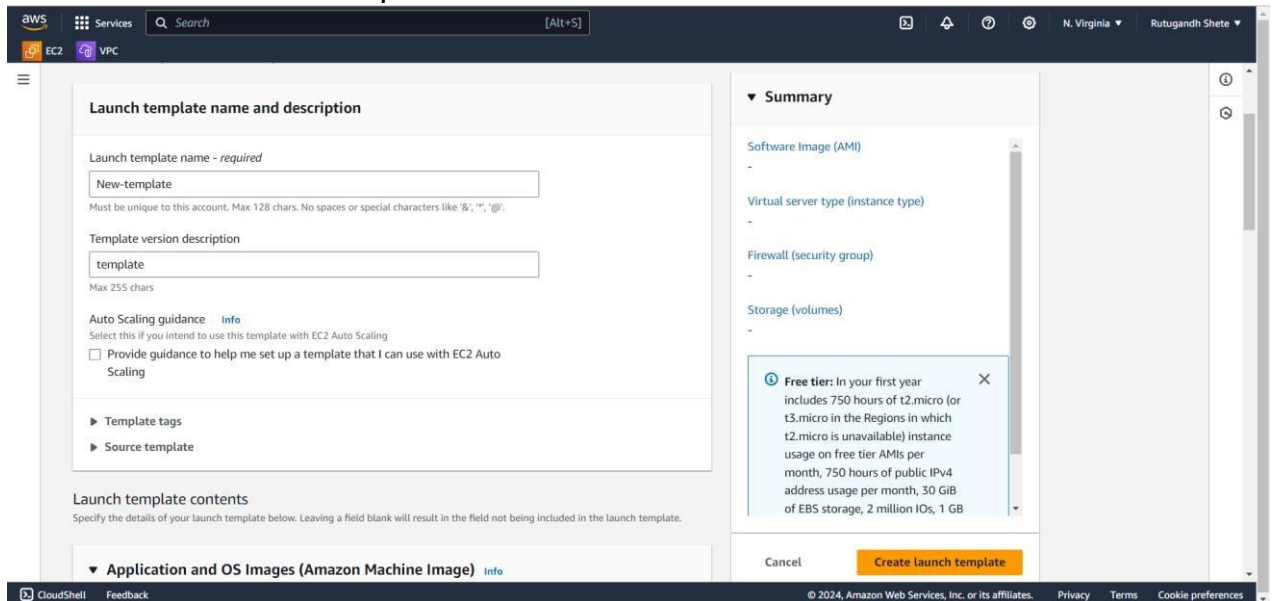 aws Services Search [Alt+S] N. Virginia ▼ Rutugandh Shete ▼
EC2 VPC
Launch template name and description
Launch template name - required
New-template
Must be unique to this account. Max 128 chars. No spaces or special characters like '&', '*', '@'.
Template version description
template
Max 255 chars
Auto Scaling guidance Info
Select this if you intend to use this template with EC2 Auto Scaling
Provide guidance to help me set up a template that I can use with EC2 Auto
Scaling
▶ Template tags
▶ Source template
Launch template contents
Specify the details of your launch template below. Leaving a field blank will result in the field not being included in the launch template.
▼ Application and OS Images (Amazon Machine Image) Info
▼ Summary
Software Image (AMI)
-
Virtual server type (instance type)
-
Firewall (security group)
-
Storage (volumes)
-
Free tier: In your first year
includes 750 hours of t2.micro (or
t3.micro in the Regions in which
t2.micro is unavailable) instance
usage on free tier AMIs per
month, 750 hours of public IPv4
address usage per month, 30 GiB
of EBS storage, 2 million IOs, 1 GB
Cancel Create launch template
CloudShell Feedback © 2024, Amazon Web Services, Inc. or its affiliates. Privacy Terms Cookie preferences